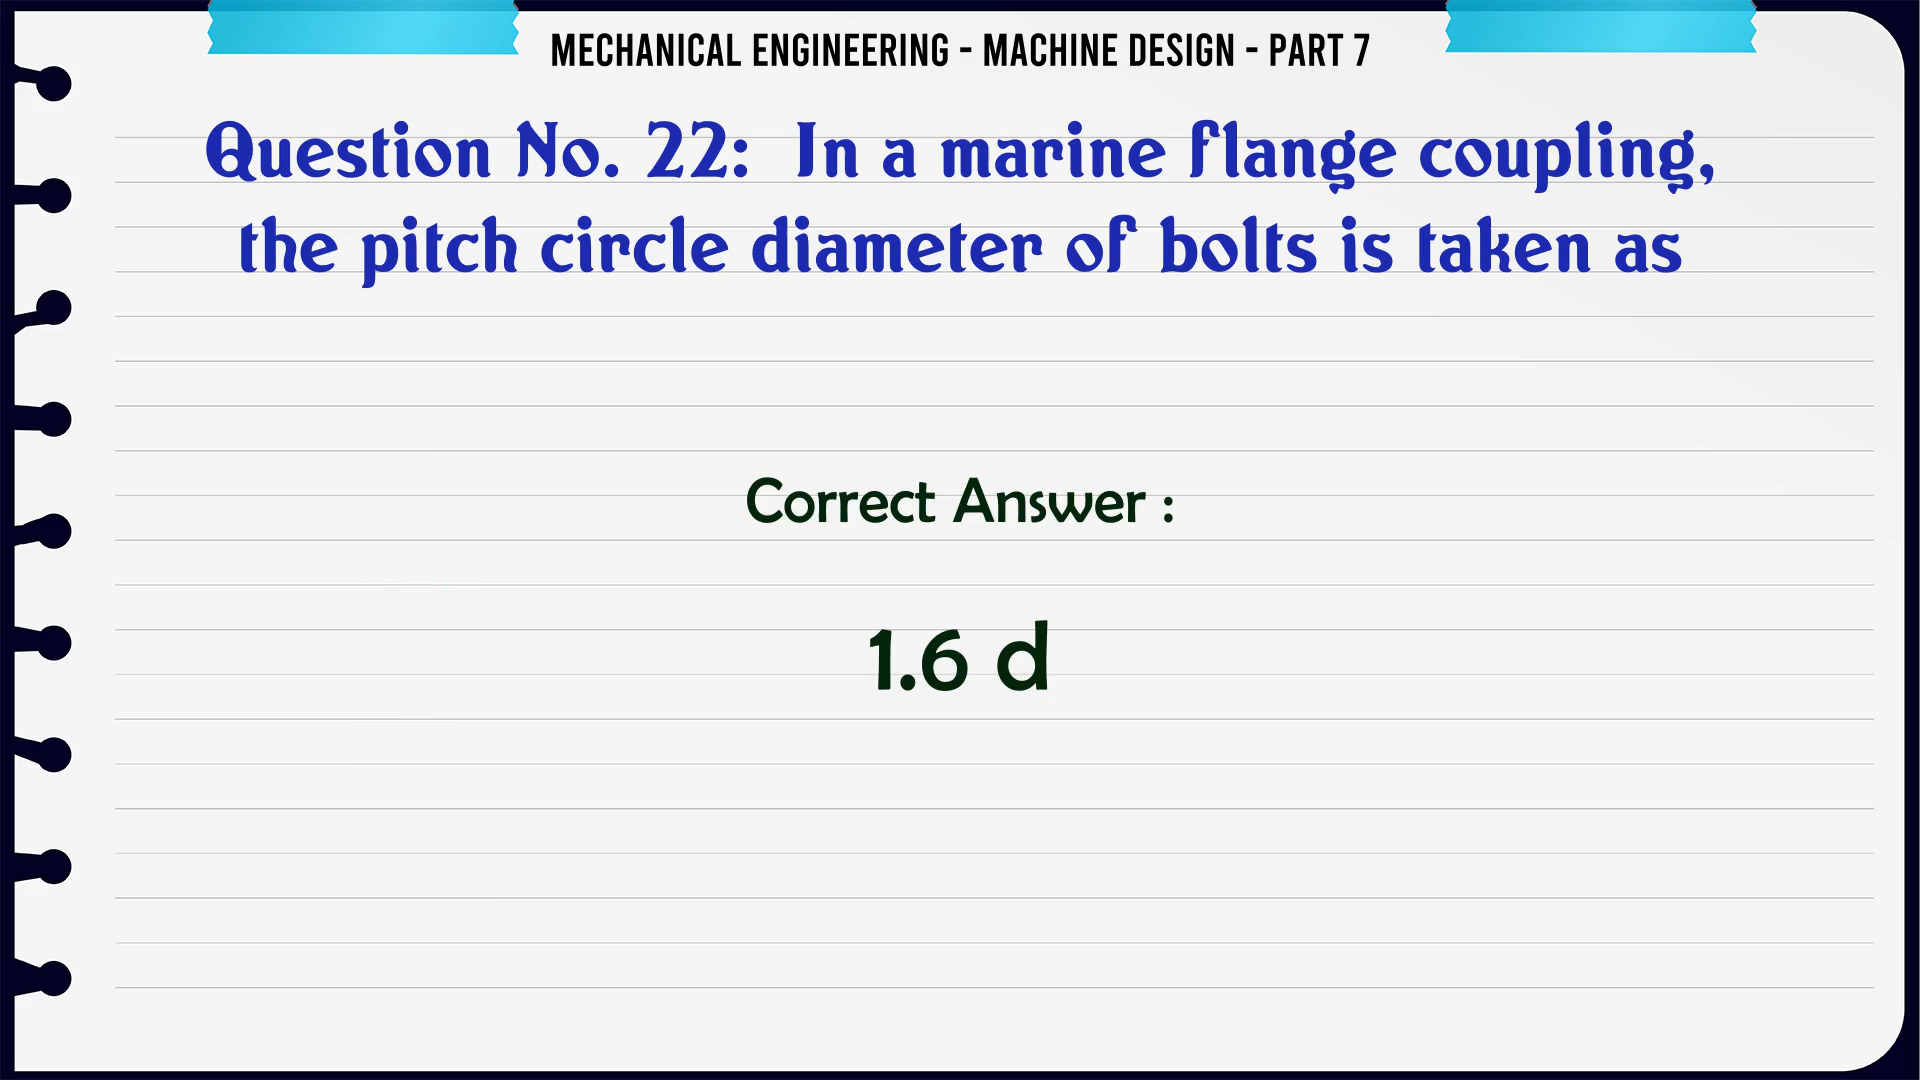 MECHANICAL ENGINEERING - MACHINE DESIGN - PART 7
Question No. 22: In a marine flange coupling,
the pitch circle diameter of bolts is taken as
Correct Answer :
1.6 d